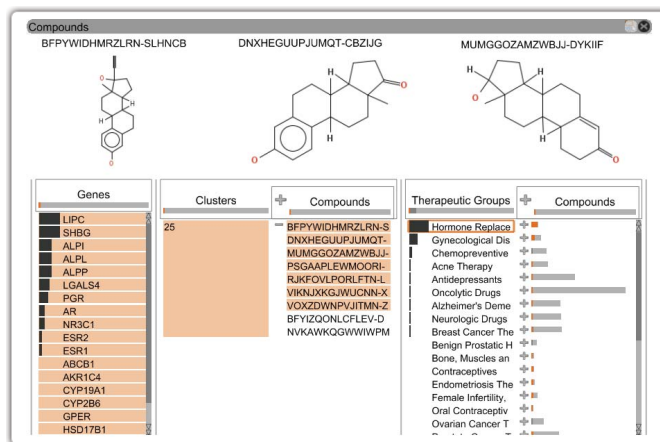 Compounds
BFPYWIDHMRZLRN-SLHNCB
DNXHEGUUPJUMQT-CBZIJG
MUMGGOZAMZWBJJ-DYKIIF
O
H
H
H
O
H
O
H
H
O
H
O
H
H
H
O
Genes
LIPC
SHBG
ALPI
ALPL
ALPP
LGALS4
PGR
AR
NR3C1
ESR2
ESR1
ABCB1
AKR1C4
CYP19A1
CYP2B6
GPER
HSD17B1
Clusters
Compounds
25
BFPYWIDHMRZLRN-S
DNXHEGUUPJUMQT-
MUMGGOZAMZWBJJ-
PSGAAPLEWMOORI-
RJKFOVLPORLFTN-L
VIKNJXKGJWUCNN-X
VOXZDWNPVJITMN-Z
BFYIZQONLCFLEV-D
NVKAWKQGWWIWPM
Therapeutic Groups
Compounds
Hormone Replace
Gynecological Dis
Chemopreventive
Acne Therapy
Antidepressants
Oncolytic Drugs
Alzheimer's Deme
Neurologic Drugs
Breast Cancer The
Benign Prostatic H
Bone, Muscles an
Contraceptives
Endometriosis The
Female Infertility,
Oral Contraceptiv
Ovarian Cancer T